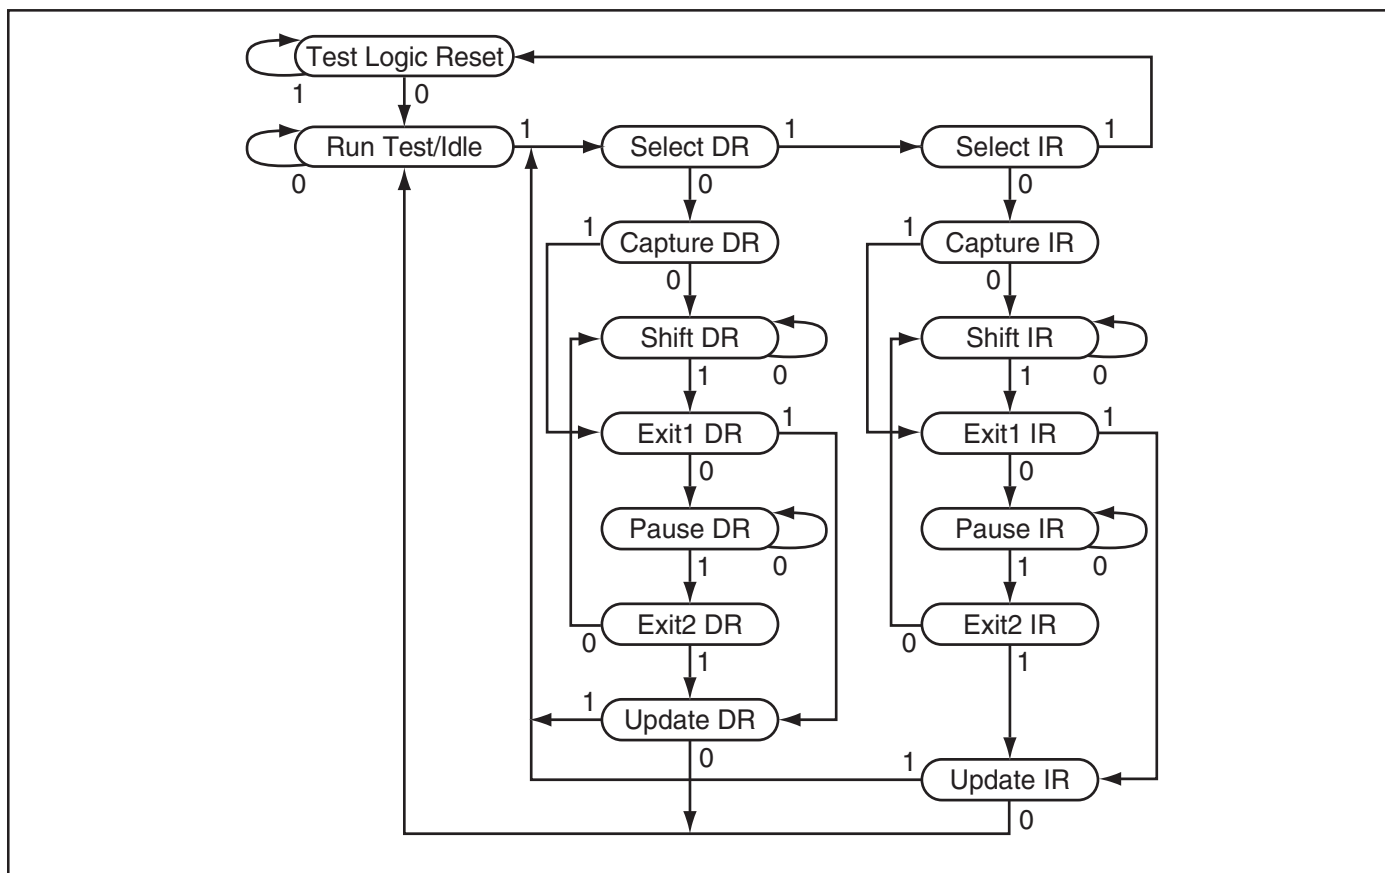 Test Logic Reset
1
0
Run Test/Idle
1
Select DR
1
Select IR
1
0
0
0
1
Capture DR
1
Capture IR
0
0
Shift DR
Shift IR
1
0
1
0
Exit1 DR
1
Exit1 IR
1
0
0
Pause DR
Pause IR
1
0
1
0
Exit2 DR
Exit2 IR
0
1
0
1
1
Update DR
0
1
Update IR
0